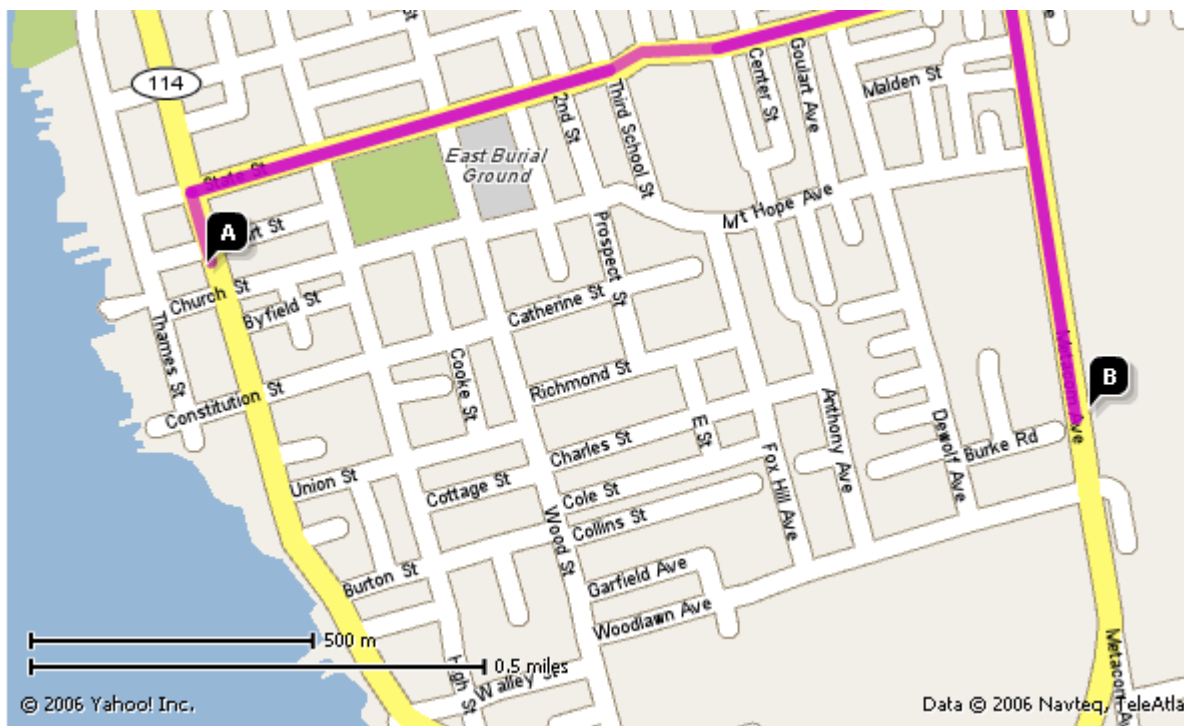 114
State St
East Burial
Ground
2nd St
Third School St
Center St
Goulart Ave
Malden St
Mt Hope Ave
A
Church St
Byfield St
Thames St
Prospect St
Catherine St
Constitution St
Cooke St
Richmond St
B
Metacom Ave
Union St
Cottage St
Charles St
E St
Anthony Ave
Dewolf Ave
Burke Rd
Fox Hill Ave
Cole St
Collins St
Wood St
Burton St
Garfield Ave
Woodlawn Ave
500 m
0.5 miles
High St
Walley St
Metacom A
© 2006 Yahoo! Inc.
Data © 2006 Navteq, TeleAtla